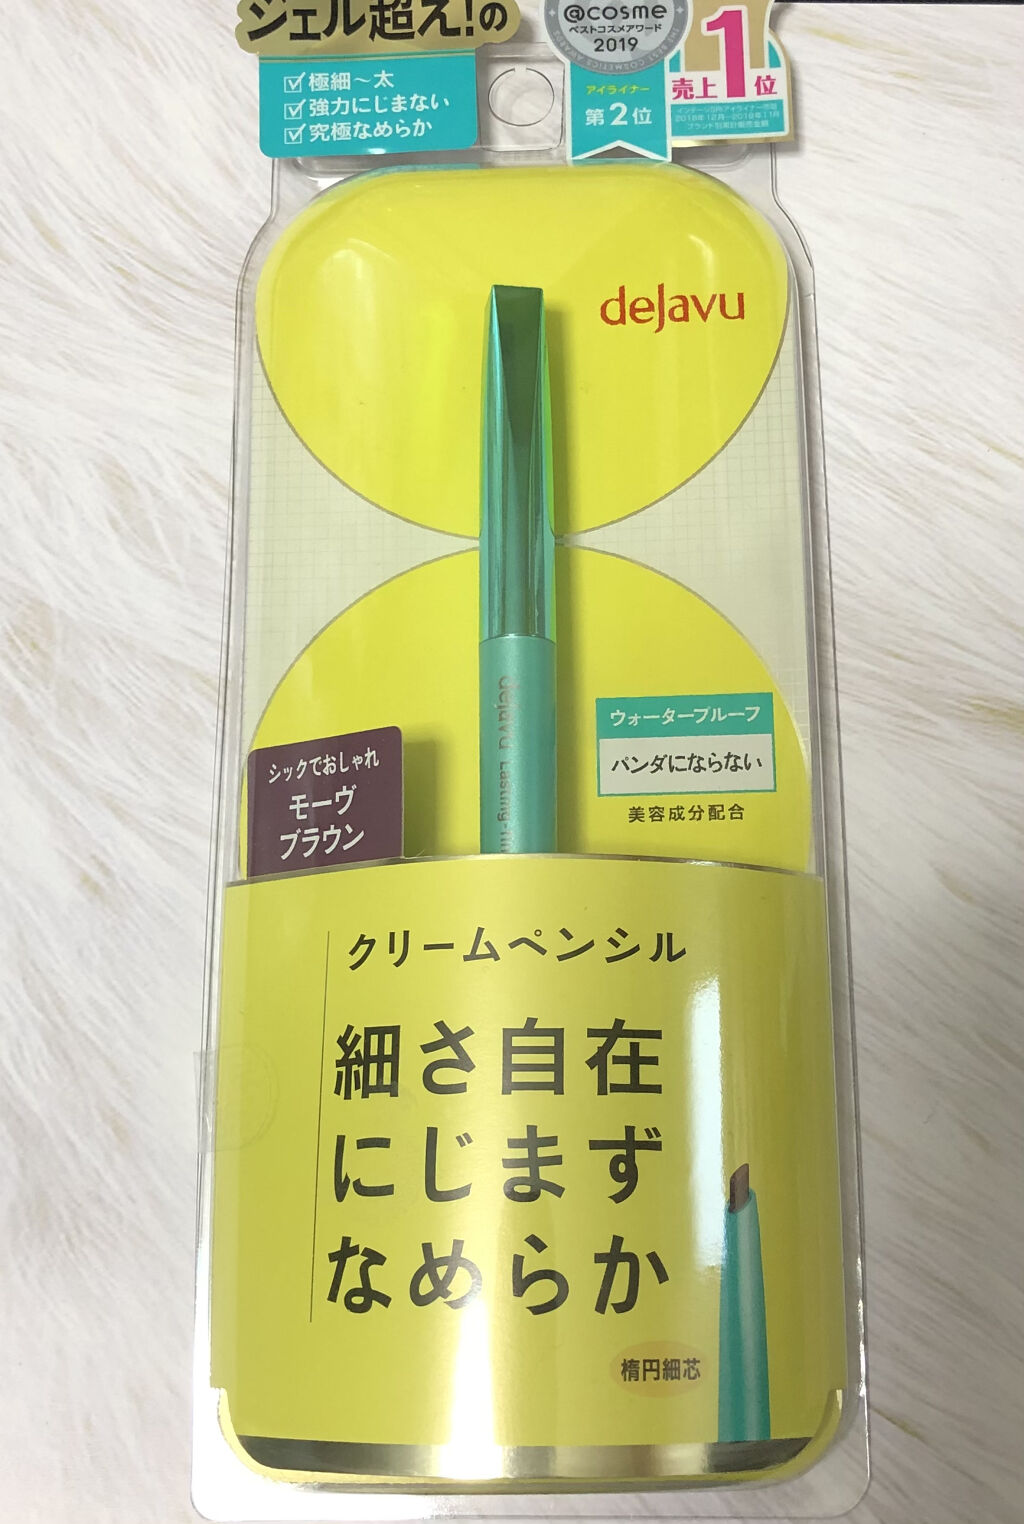 ジェル超え!の
極細～太
強力にじまない
究極なめらか
@cosme
ベストコスメアワード
2019
アイライナー
第2位
売上1位
dejavu
dejavu Lasting-fin
ウォータープルーフ
パンダにならない
美容成分配合
シックでおしゃれ
モーヴ
ブラウン
クリームペンシル
細さ自在
にじまず
なめらか
楕円細芯